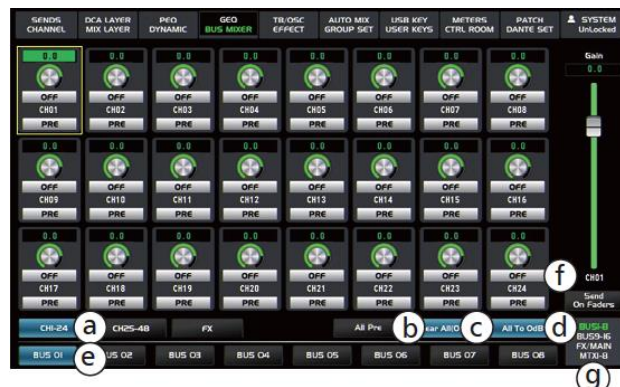 SENDS CHANNEL
DCA LAYER MIX LAYER
PEQ DYNAMIC
GEQ BUS MIXER
TB/OSC EFFECT
AUTO MIX GROUP SET
USB KEY USER KEYS
METERS CTRL ROOM
PATCH DANTE SET
SYSTEM UnLocked
0.0 0.0 0.0 0.0 0.0 0.0 0.0 0.0
OFF OFF OFF OFF OFF OFF OFF OFF
CH01 CH02 CH03 CH04 CH05 CH06 CH07 CH08
PRE PRE PRE PRE PRE PRE PRE PRE
0.0 0.0 0.0 0.0 0.0 0.0 0.0 0.0
OFF OFF OFF OFF OFF OFF OFF OFF
CH09 CH10 CH11 CH12 CH13 CH14 CH15 CH16
PRE PRE PRE PRE PRE PRE PRE PRE
0.0 0.0 0.0 0.0 0.0 0.0 0.0 0.0
OFF OFF OFF OFF OFF OFF OFF OFF
CH17 CH18 CH19 CH20 CH21 CH22 CH23 CH24
PRE PRE PRE PRE PRE PRE PRE PRE
Gain
0.0
CH01
f
Send
On Faders
CH1-24 a CH25-48 FX All Pre b ear All(O c All To 0dB d
BUS 01 e US 02 BUS 03 BUS 04 BUS 05 BUS 06 BUS 07 BUS 08
BUS1-8
BUS9-16
FX/MAIN
MTX1-8
g